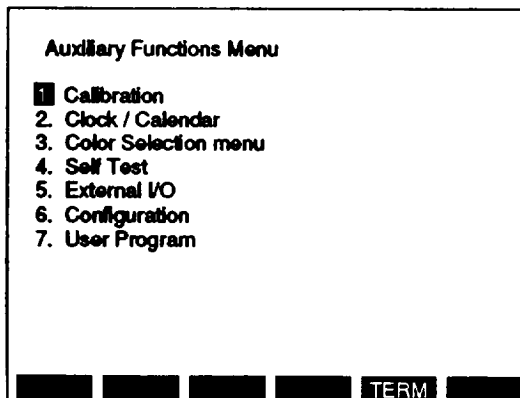 Auxiliary Functions Menu
1 Calibration
2. Clock / Calendar
3. Color Selection menu
4. Self Test
5. External I/O
6. Configuration
7. User Program
TERM